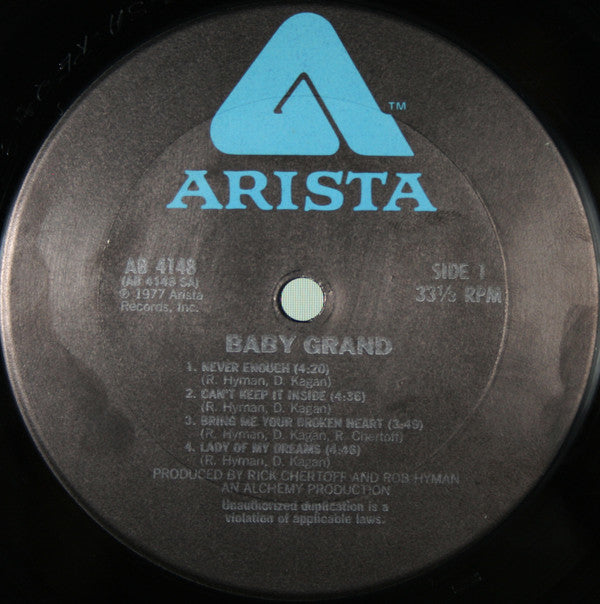 TM
ARISTA
AB 4148
(AB 4148 SA)
℗ 1977 Arista
Records, Inc.
SIDE 1
33⅓ RPM
BABY GRAND
1. NEVER ENOUGH (4:20)
(R. Hyman, D. Kagan)
2. CAN'T KEEP IT INSIDE (4:36)
(R. Hyman, D. Kagan)
3. BRING ME YOUR BROKEN HEART (3:49)
(R. Hyman, D. Kagan, R. Chertoff)
4. LADY OF MY DREAMS (4:46)
(R. Hyman, D. Kagan)
PRODUCED BY RICK CHERTOFF AND ROB HYMAN
AN ALCHEMY PRODUCTION
Unauthorized duplication is a
violation of applicable laws.